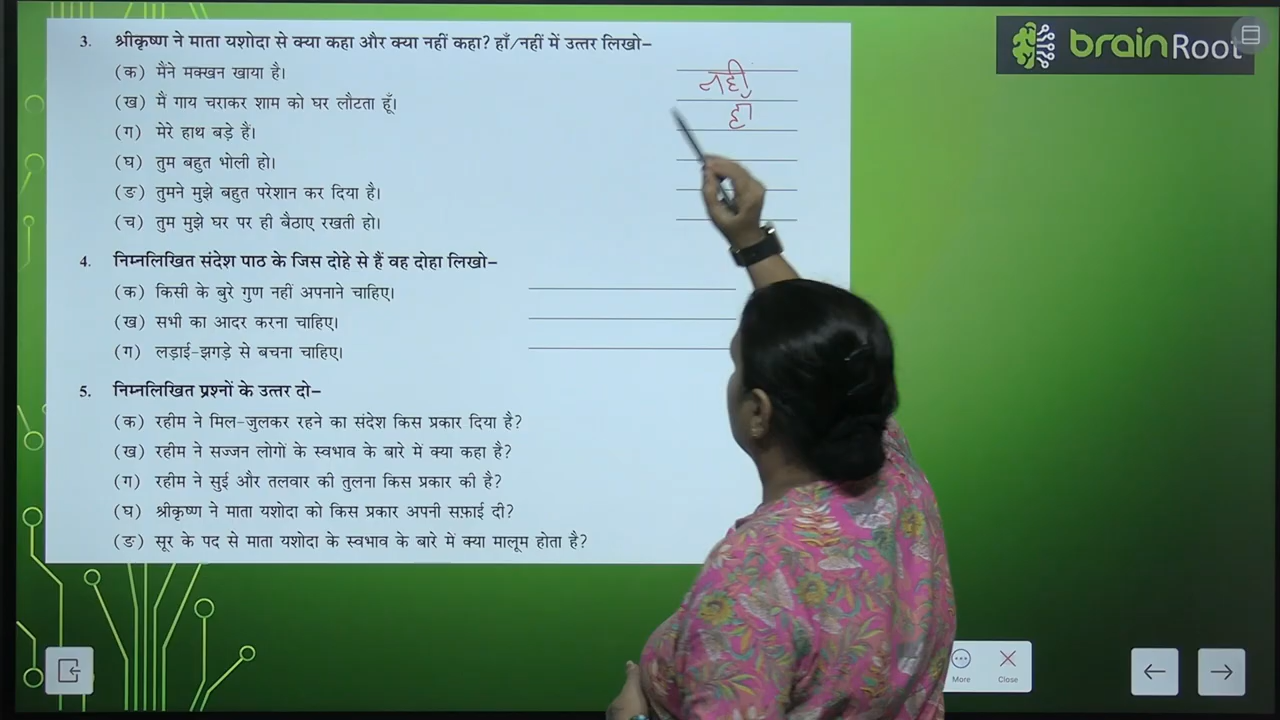 3. श्रीकृष्ण ने माता यशोदा से क्या कहा और क्या नहीं कहा? हाँ/नहीं में उत्तर लिखो–
(क) मैंने मक्खन खाया है। नहीं
(ख) मैं गाय चराकर शाम को घर लौटता हूँ। हाँ
(ग) मेरे हाथ बड़े हैं।
(घ) तुम बहुत भोली हो।
(ङ) तुमने मुझे बहुत परेशान कर दिया है।
(च) तुम मुझे घर पर ही बैठाए रखती हो।
4. निम्नलिखित संदेश पाठ के जिस दोहे से हैं वह दोहा लिखो–
(क) किसी के बुरे गुण नहीं अपनाने चाहिए।
(ख) सभी का आदर करना चाहिए।
(ग) लड़ाई-झगड़े से बचना चाहिए।
5. निम्नलिखित प्रश्नों के उत्तर दो–
(क) रहीम ने मिल-जुलकर रहने का संदेश किस प्रकार दिया है?
(ख) रहीम ने सज्जन लोगों के स्वभाव के बारे में क्या कहा है?
(ग) रहीम ने सुई और तलवार की तुलना किस प्रकार की है?
(घ) श्रीकृष्ण ने माता यशोदा को किस प्रकार अपनी सफ़ाई दी?
(ङ) सूर के पद से माता यशोदा के स्वभाव के बारे में क्या मालूम होता है?
brainRoot
More Close